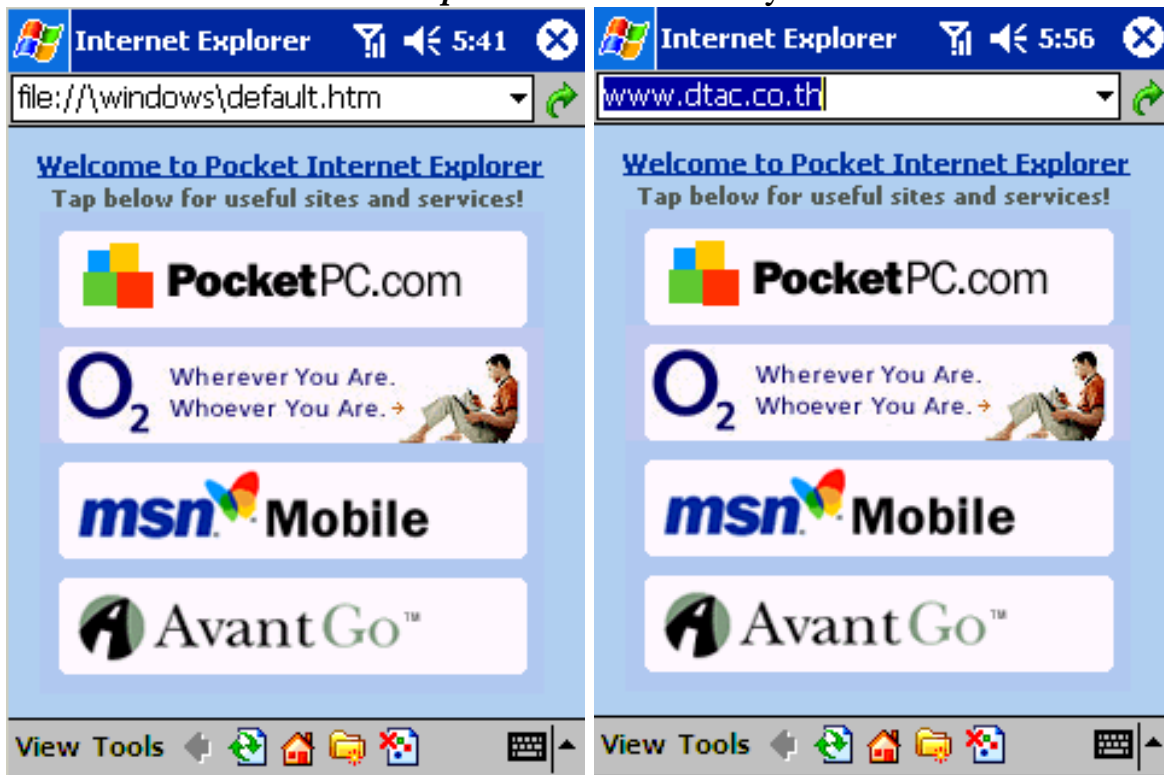 Internet Explorer 5:41
file://\windows\default.htm
Welcome to Pocket Internet Explorer
Tap below for useful sites and services!
PocketPC.com
O2 Wherever You Are.
Whoever You Are.
msn Mobile
AvantGo™
View Tools
Internet Explorer 5:56
www.dtac.co.th
Welcome to Pocket Internet Explorer
Tap below for useful sites and services!
PocketPC.com
O2 Wherever You Are.
Whoever You Are.
msn Mobile
AvantGo™
View Tools